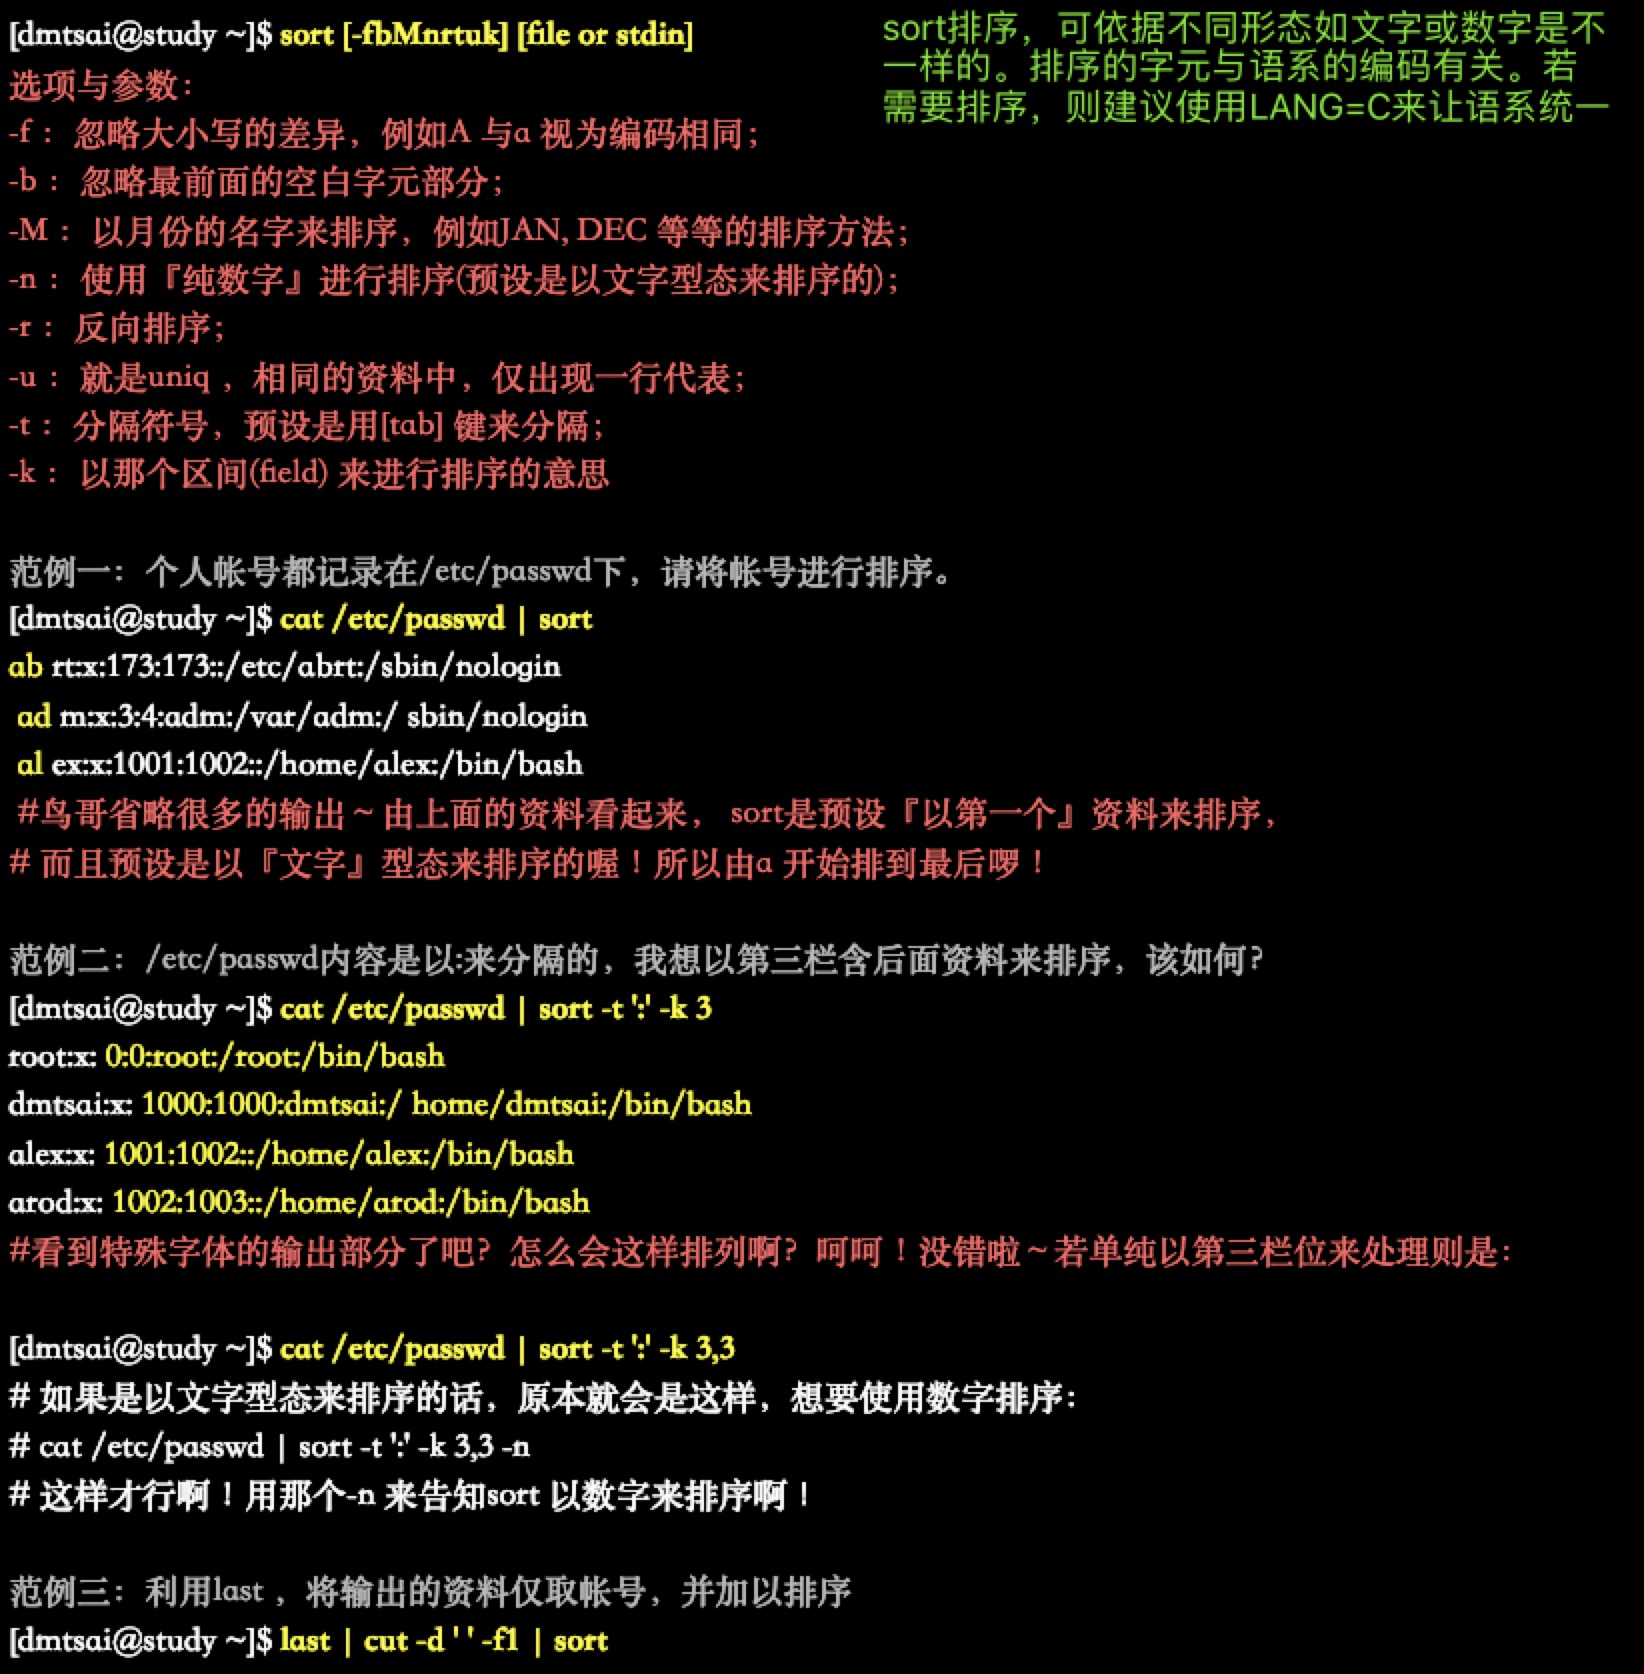 [dmtsai@study ~]$ sort [-fbMnrtuk] [file or stdin]
sort排序，可依据不同形态如文字或数字是不
一样的。排序的字元与语系的编码有关。若
需要排序，则建议使用LANG=C来让语系统一
选项与参数：
-f ：忽略大小写的差异，例如A 与a 视为编码相同；
-b ：忽略最前面的空白字元部分；
-M ：以月份的名字来排序，例如JAN, DEC 等等的排序方法；
-n ：使用『纯数字』进行排序(预设是以文字型态来排序的)；
-r ：反向排序；
-u ：就是uniq ，相同的资料中，仅出现一行代表；
-t ：分隔符号，预设是用[tab] 键来分隔；
-k ：以那个区间(field) 来进行排序的意思
范例一：个人帐号都记录在/etc/passwd下，请将帐号进行排序。
[dmtsai@study ~]$ cat /etc/passwd | sort
ab rt:x:173:173::/etc/abrt:/sbin/nologin
ad m:x:3:4:adm:/var/adm:/ sbin/nologin
al ex:x:1001:1002::/home/alex:/bin/bash
#鸟哥省略很多的输出～由上面的资料看起来， sort是预设『以第一个』资料来排序，
# 而且预设是以『文字』型态来排序的喔！所以由a 开始排到最后啰！
范例二：/etc/passwd内容是以:来分隔的，我想以第三栏含后面资料来排序，该如何？
[dmtsai@study ~]$ cat /etc/passwd | sort -t ':' -k 3
root:x: 0:0:root:/root:/bin/bash
dmtsai:x: 1000:1000:dmtsai:/ home/dmtsai:/bin/bash
alex:x: 1001:1002::/home/alex:/bin/bash
arod:x: 1002:1003::/home/arod:/bin/bash
#看到特殊字体的输出部分了吧？怎么会这样排列啊？呵呵！没错啦～若单纯以第三栏位来处理则是：
[dmtsai@study ~]$ cat /etc/passwd | sort -t ':' -k 3,3
# 如果是以文字型态来排序的话，原本就会是这样，想要使用数字排序：
# cat /etc/passwd | sort -t ':' -k 3,3 -n
# 这样才行啊！用那个-n 来告知sort 以数字来排序啊！
范例三：利用last ，将输出的资料仅取帐号，并加以排序
[dmtsai@study ~]$ last | cut -d ' ' -f1 | sort